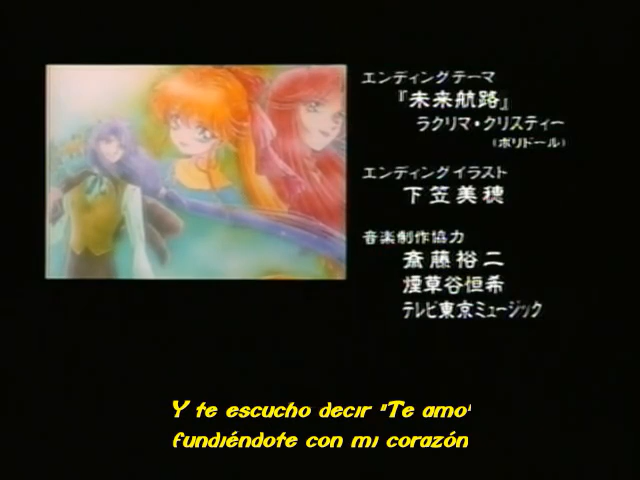 エンディングテーマ
『未来航路』
ラクリマ・クリスティー
(ポリドール)
エンディングイラスト
下笠美穂
音楽制作協力
斎藤裕二
煙草谷恒希
テレビ東京ミュージック
Y te escucho decir "Te amo"
fundiéndote con mi corazón